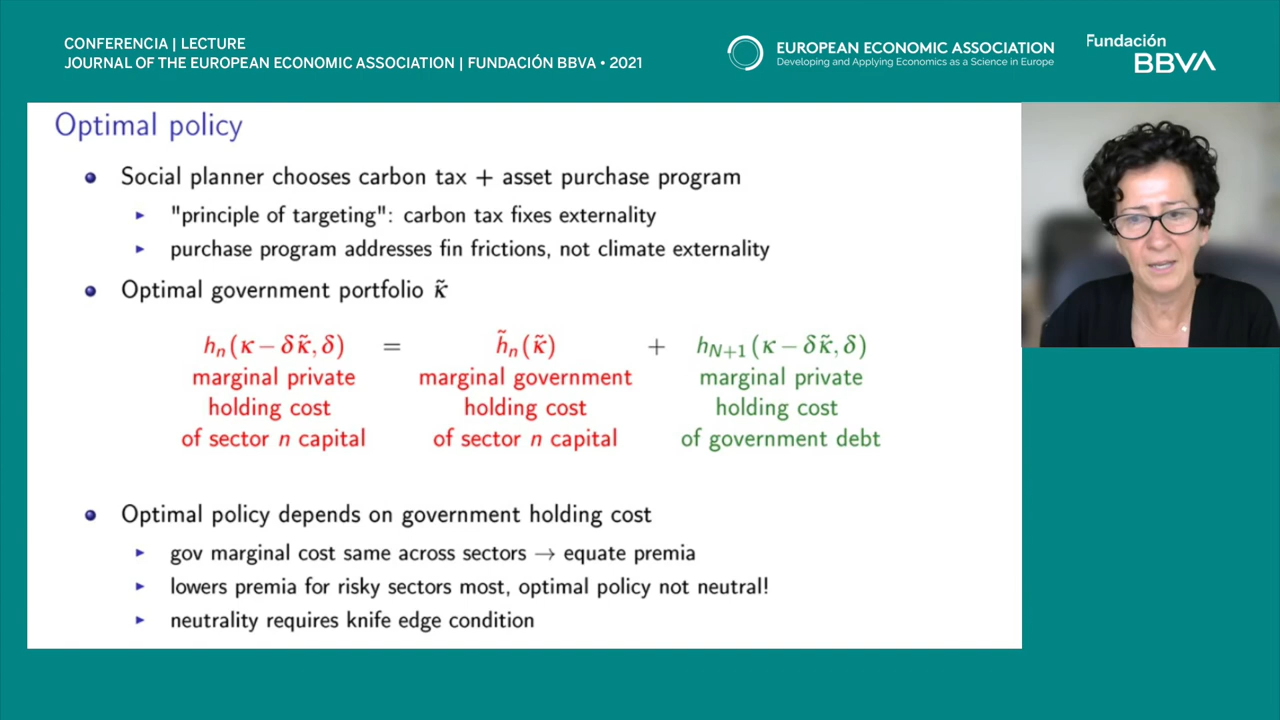 CONFERENCIA | LECTURE
JOURNAL OF THE EUROPEAN ECONOMIC ASSOCIATION | FUNDACIÓN BBVA • 2021
EUROPEAN ECONOMIC ASSOCIATION
Developing and Applying Economics as a Science in Europe
Fundación
BBVA
Optimal policy
Social planner chooses carbon tax + asset purchase program
"principle of targeting": carbon tax fixes externality
purchase program addresses fin frictions, not climate externality
Optimal government portfolio κ̃
hₙ(κ − δκ̃, δ) = h̃ₙ(κ̃) + h_{N+1}(κ − δκ̃, δ)
marginal private marginal government marginal private
holding cost holding cost holding cost
of sector n capital of sector n capital of government debt
Optimal policy depends on government holding cost
gov marginal cost same across sectors → equate premia
lowers premia for risky sectors most, optimal policy not neutral!
neutrality requires knife edge condition